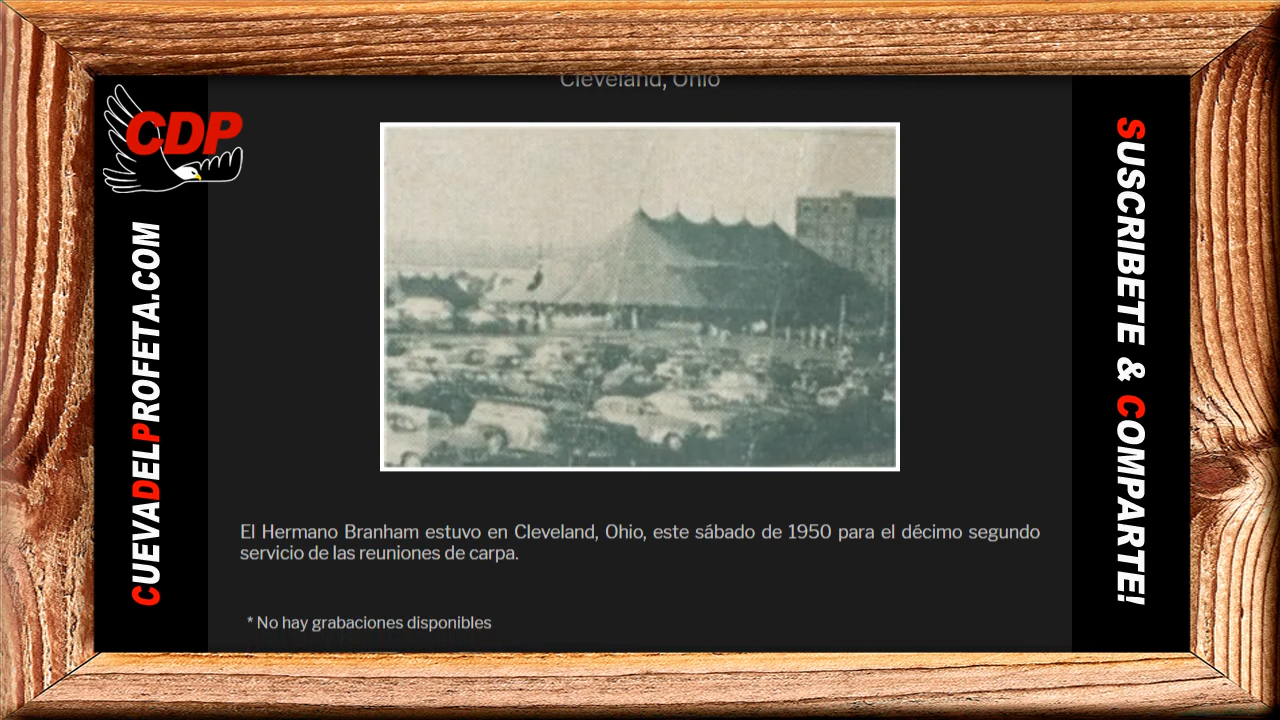 Cleveland, Ohio
CDP
CUEVADELPROFETA.COM
SUSCRIBETE & COMPARTE!
El Hermano Branham estuvo en Cleveland, Ohio, este sábado de 1950 para el décimo segundo
servicio de las reuniones de carpa.
* No hay grabaciones disponibles